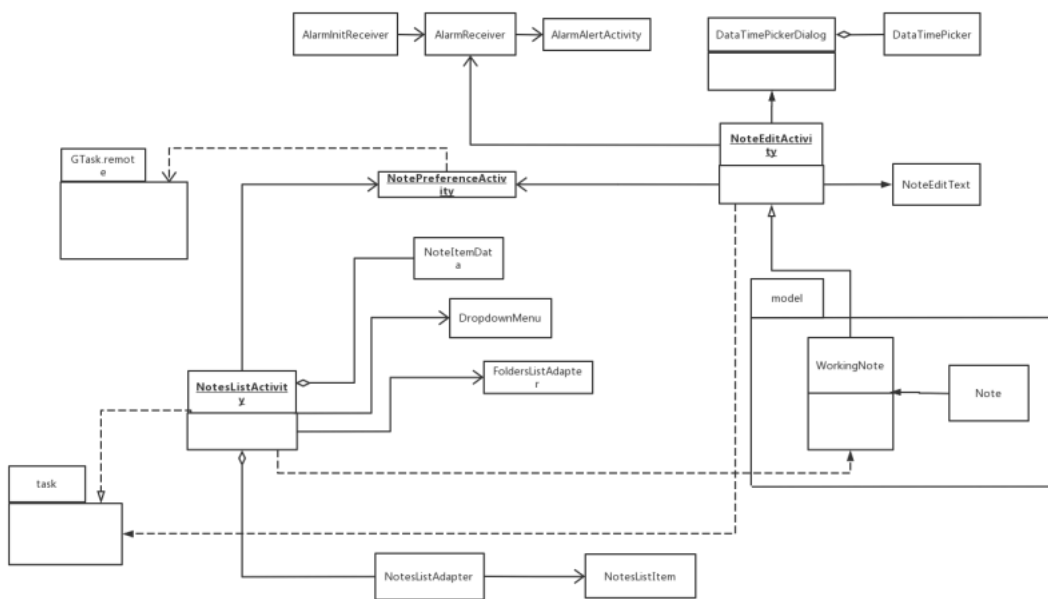 AlarmInitReceiver
AlarmReceiver
AlarmAlertActivity
DataTimePickerDialog
DataTimePicker
NoteEditActivi
ty
GTask.remot
e
NotePreferenceActiv
ity
NoteEditText
NoteItemDat
a
model
DropdownMenu
WorkingNote
FoldersListAdapte
r
NotesListActivit
y
Note
task
NotesListAdapter
NotesListItem